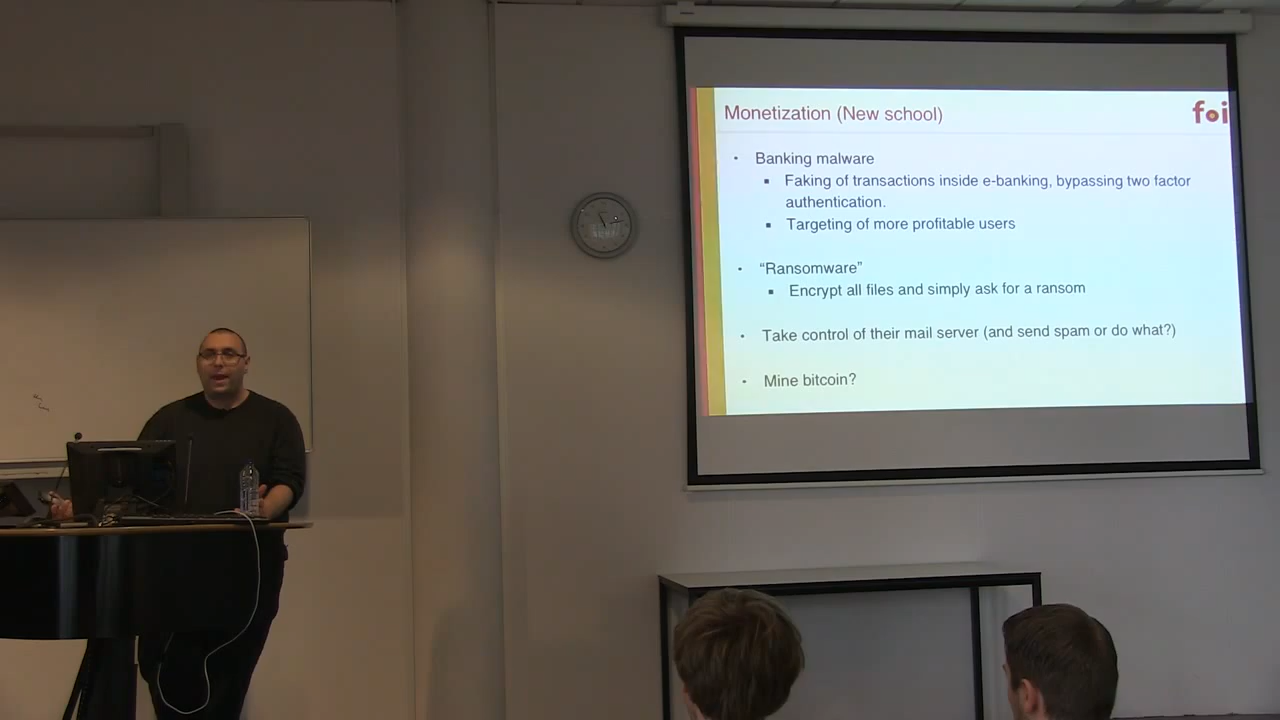 Monetization (New school)
foi
• Banking malware
▪ Faking of transactions inside e-banking, bypassing two factor
authentication.
▪ Targeting of more profitable users
• “Ransomware”
▪ Encrypt all files and simply ask for a ransom
• Take control of their mail server (and send spam or do what?)
• Mine bitcoin?